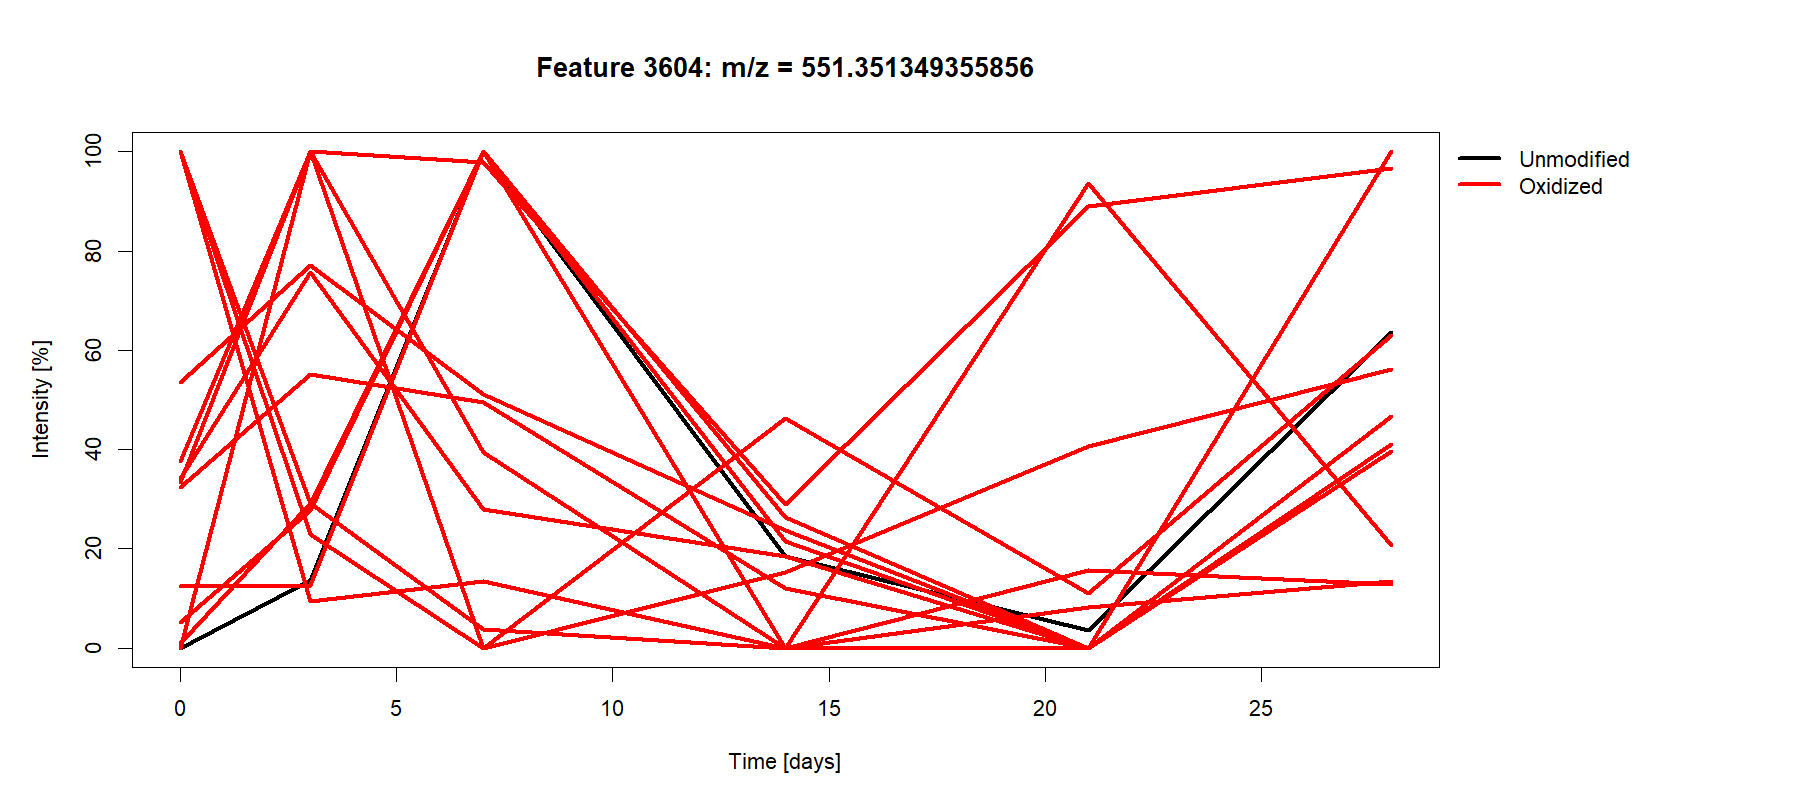 Feature 3604: m/z = 551.351349355856
Unmodified
Oxidized
Intensity [%]
100
80
60
40
20
0
0 5 10 15 20 25
Time [days]